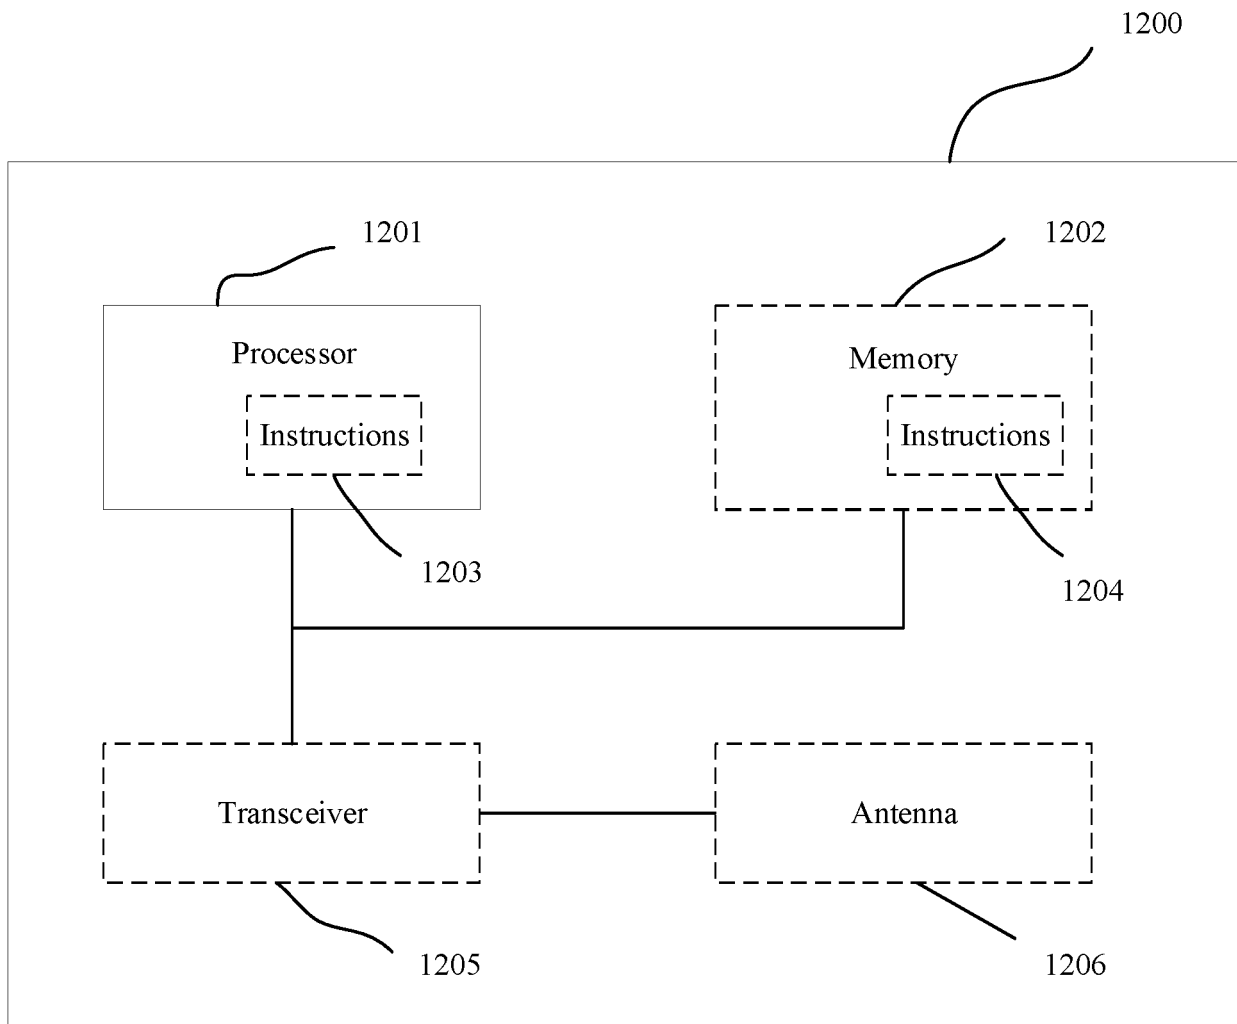 1200
1201
1202
Processor
Memory
Instructions
Instructions
1203
1204
Transceiver
Antenna
1205
1206